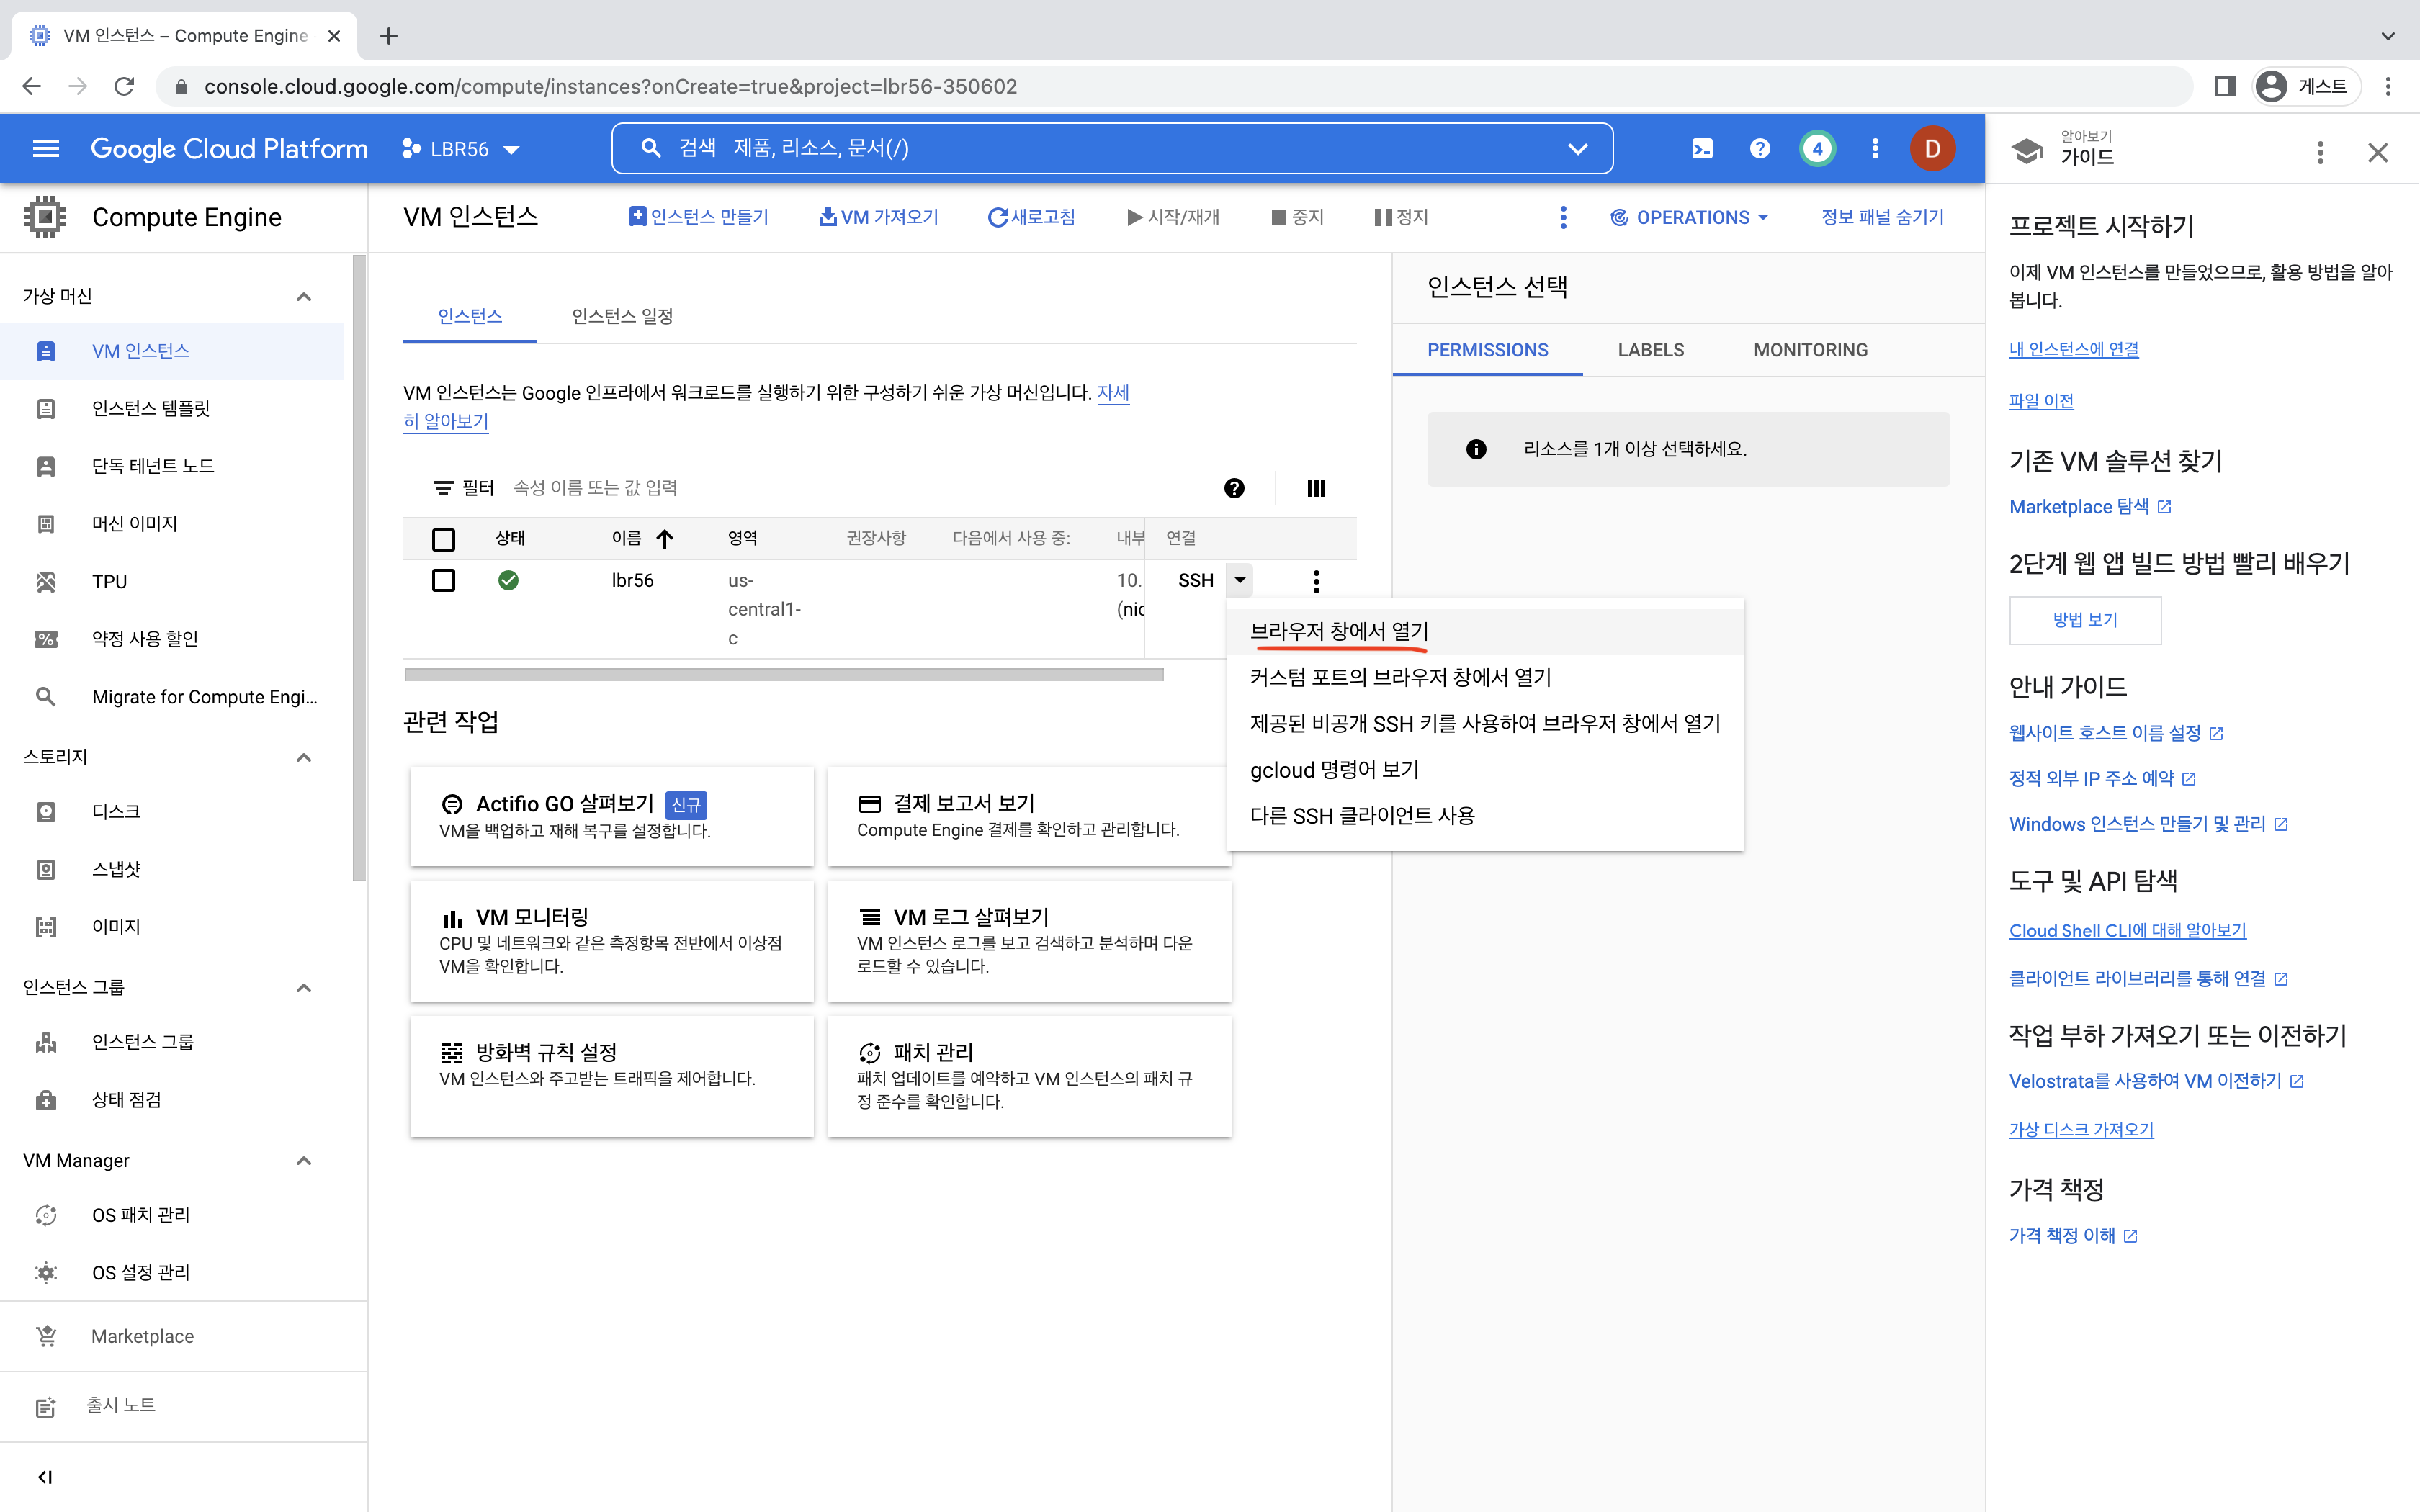 VM 인스턴스 – Compute Engine
console.cloud.google.com/compute/instances?onCreate=true&project=lbr56-350602
게스트
Google Cloud Platform
LBR56
검색 제품, 리소스, 문서(/)
4
D
알아보기
가이드
Compute Engine
VM 인스턴스
인스턴스 만들기
VM 가져오기
새로고침
시작/재개
중지
정지
OPERATIONS
정보 패널 숨기기
가상 머신
VM 인스턴스
인스턴스 템플릿
단독 테넌트 노드
머신 이미지
TPU
약정 사용 할인
Migrate for Compute Engi...
스토리지
디스크
스냅샷
이미지
인스턴스 그룹
인스턴스 그룹
상태 점검
VM Manager
OS 패치 관리
OS 설정 관리
Marketplace
출시 노트
인스턴스
인스턴스 일정
VM 인스턴스는 Google 인프라에서 워크로드를 실행하기 위한 구성하기 쉬운 가상 머신입니다. 자세
히 알아보기
필터 속성 이름 또는 값 입력
상태 이름 영역 권장사항 다음에서 사용 중: 내부 연결
lbr56 us- 10. SSH
central1- (nic
c
브라우저 창에서 열기
커스텀 포트의 브라우저 창에서 열기
제공된 비공개 SSH 키를 사용하여 브라우저 창에서 열기
gcloud 명령어 보기
다른 SSH 클라이언트 사용
관련 작업
Actifio GO 살펴보기 신규
VM을 백업하고 재해 복구를 설정합니다.
결제 보고서 보기
Compute Engine 결제를 확인하고 관리합니다.
VM 모니터링
CPU 및 네트워크와 같은 측정항목 전반에서 이상점
VM을 확인합니다.
VM 로그 살펴보기
VM 인스턴스 로그를 보고 검색하고 분석하며 다운
로드할 수 있습니다.
방화벽 규칙 설정
VM 인스턴스와 주고받는 트래픽을 제어합니다.
패치 관리
패치 업데이트를 예약하고 VM 인스턴스의 패치 규
정 준수를 확인합니다.
인스턴스 선택
PERMISSIONS
LABELS
MONITORING
리소스를 1개 이상 선택하세요.
프로젝트 시작하기
이제 VM 인스턴스를 만들었으므로, 활용 방법을 알아
봅니다.
내 인스턴스에 연결
파일 이전
기존 VM 솔루션 찾기
Marketplace 탐색
2단계 웹 앱 빌드 방법 빨리 배우기
방법 보기
안내 가이드
웹사이트 호스트 이름 설정
정적 외부 IP 주소 예약
Windows 인스턴스 만들기 및 관리
도구 및 API 탐색
Cloud Shell CLI에 대해 알아보기
클라이언트 라이브러리를 통해 연결
작업 부하 가져오기 또는 이전하기
Velostrata를 사용하여 VM 이전하기
가상 디스크 가져오기
가격 책정
가격 책정 이해